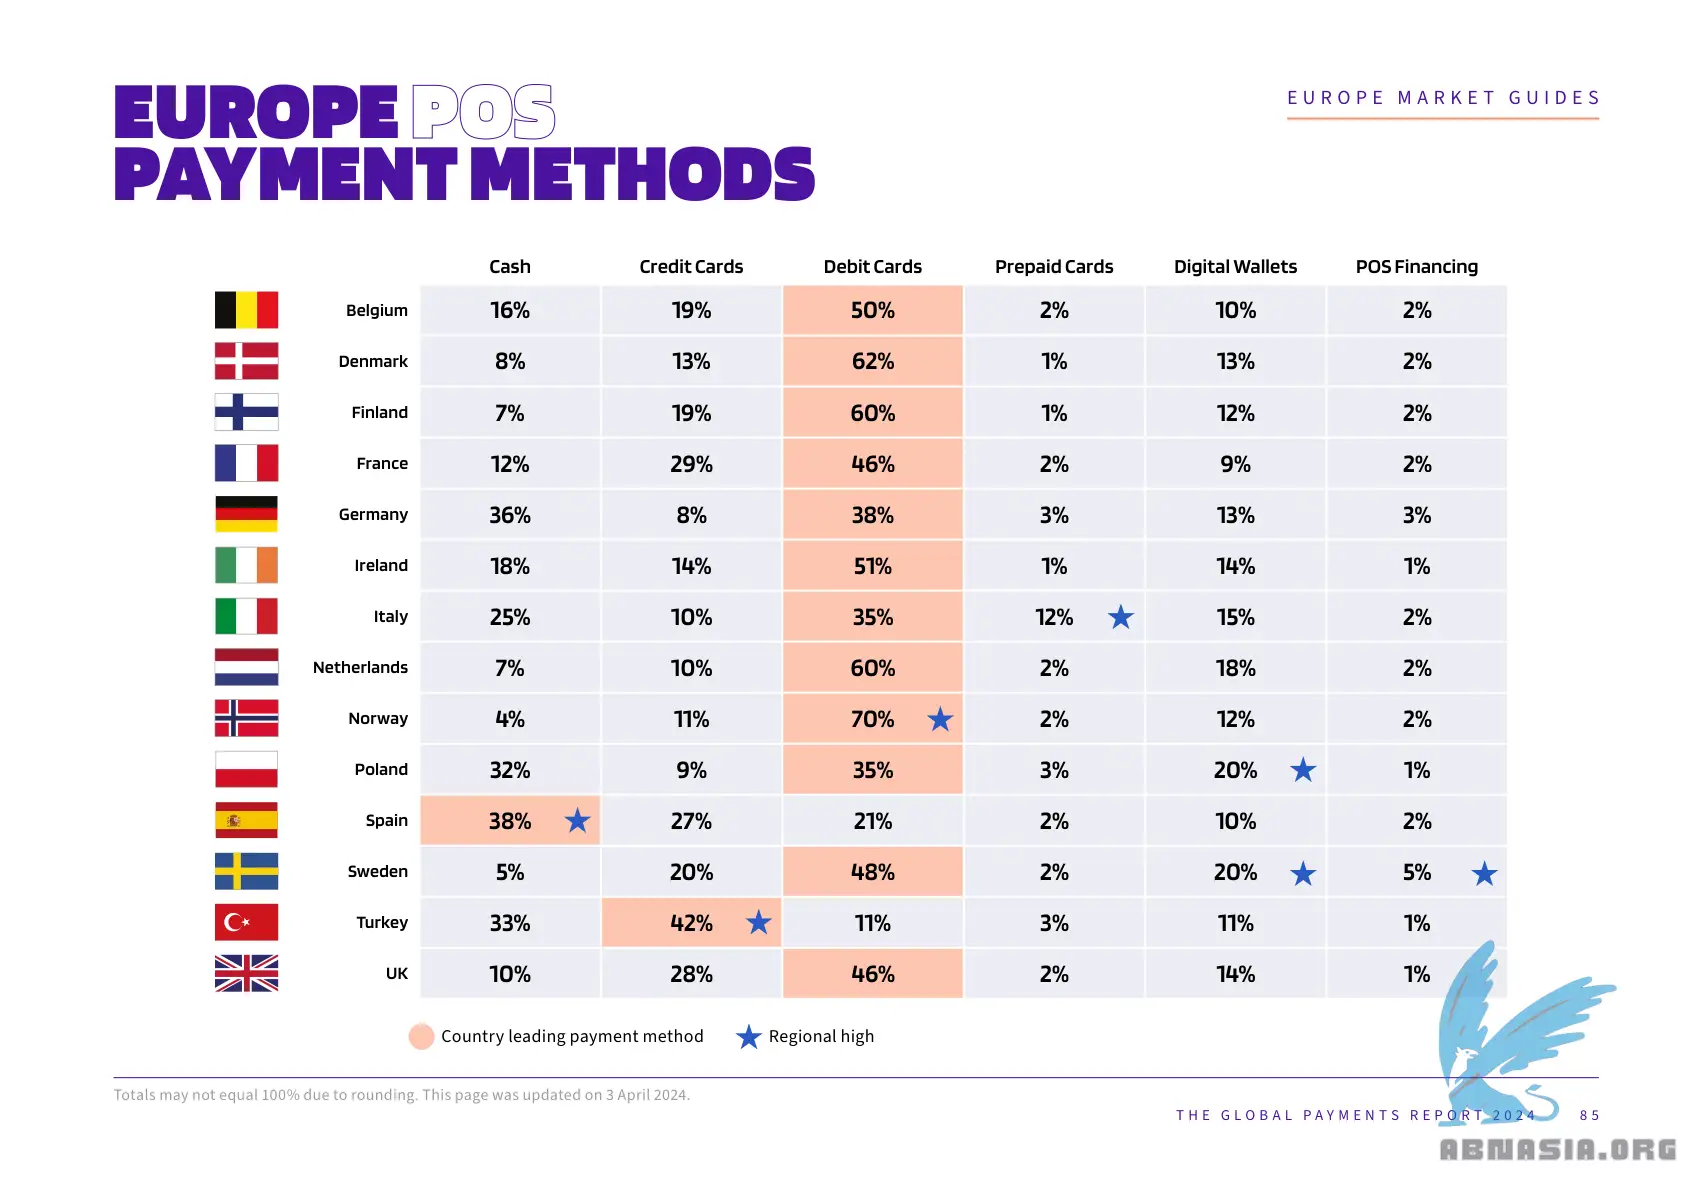 EUROPE POS
PAYMENT METHODS
EUROPE MARKET GUIDES
Cash Credit Cards Debit Cards Prepaid Cards Digital Wallets POS Financing
Belgium 16% 19% 50% 2% 10% 2%
Denmark 8% 13% 62% 1% 13% 2%
Finland 7% 19% 60% 1% 12% 2%
France 12% 29% 46% 2% 9% 2%
Germany 36% 8% 38% 3% 13% 3%
Ireland 18% 14% 51% 1% 14% 1%
Italy 25% 10% 35% 12% 15% 2%
Netherlands 7% 10% 60% 2% 18% 2%
Norway 4% 11% 70% 2% 12% 2%
Poland 32% 9% 35% 3% 20% 1%
Spain 38% 27% 21% 2% 10% 2%
Sweden 5% 20% 48% 2% 20% 5%
Turkey 33% 42% 11% 3% 11% 1%
UK 10% 28% 46% 2% 14% 1%
Country leading payment method Regional high
Totals may not equal 100% due to rounding. This page was updated on 3 April 2024.
THE GLOBAL PAYMENTS REPORT 2024 85
ABNASIA.ORG